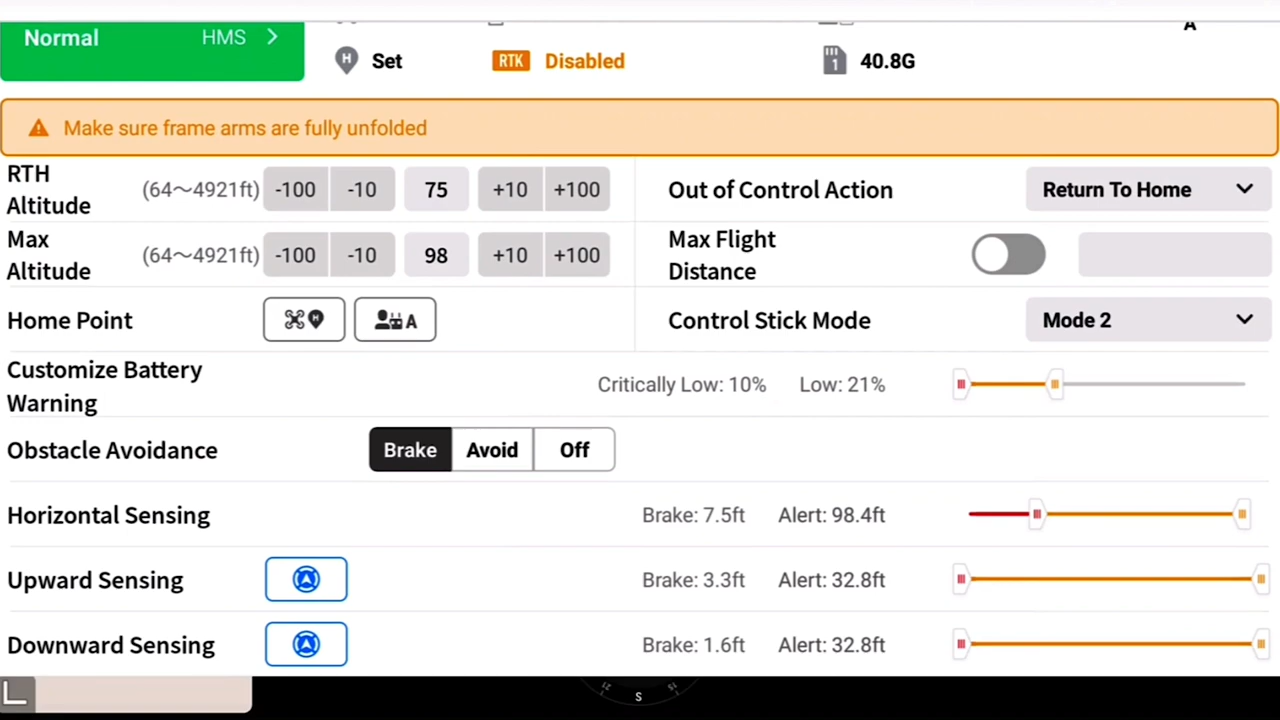 Normal HMS
Set RTK Disabled 1 40.8G
A
Make sure frame arms are fully unfolded
RTH Altitude (64～4921ft) -100 -10 75 +10 +100
Out of Control Action Return To Home
Max Altitude (64～4921ft) -100 -10 98 +10 +100
Max Flight Distance
Home Point H A
Control Stick Mode Mode 2
Customize Battery Warning Critically Low: 10% Low: 21%
Obstacle Avoidance Brake Avoid Off
Horizontal Sensing Brake: 7.5ft Alert: 98.4ft
Upward Sensing Brake: 3.3ft Alert: 32.8ft
Downward Sensing Brake: 1.6ft Alert: 32.8ft
21 S 15